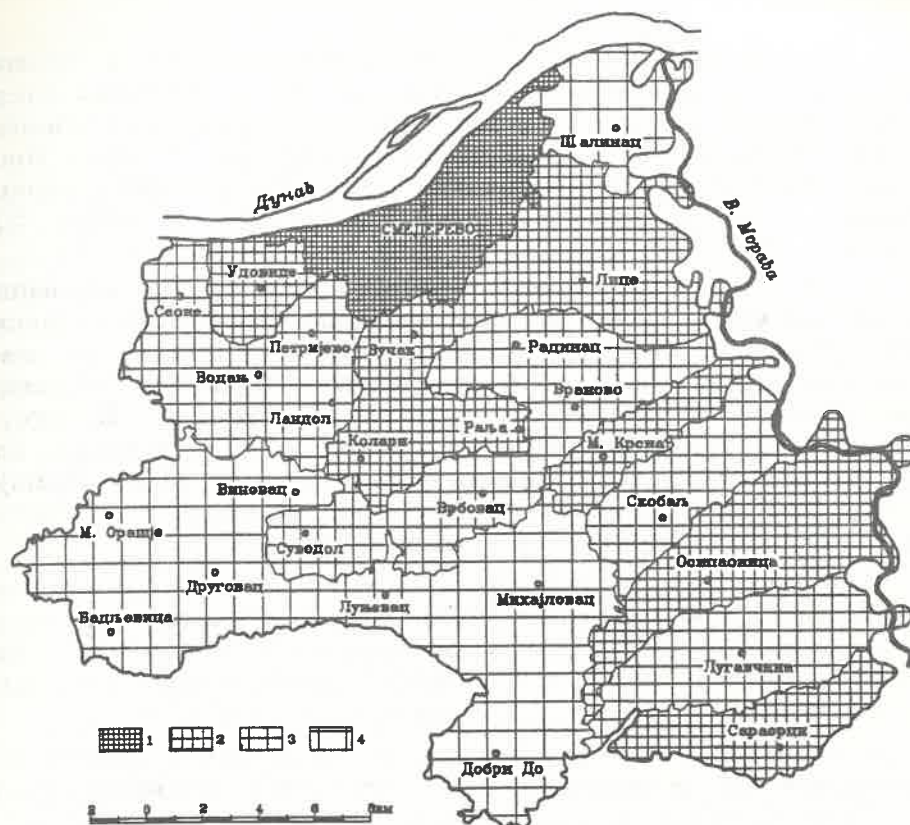 Шалинац
Дунав
В. Морава
СМЕДЕРЕВО
Удовице
Липе
Сеоне
Петријево
Вучак
Радинац
Водањ
Враново
Ландол
Раља
Колари
М. Крсна
Виновац
Врбовац
Скобаљ
М. Орашје
Суводол
Осипаоница
Друговац
Луњевац
Михајловац
Бадљевица
Лугавчина
Сараорци
1 2 3 4
Добри До
2 0 2 4 6 8км